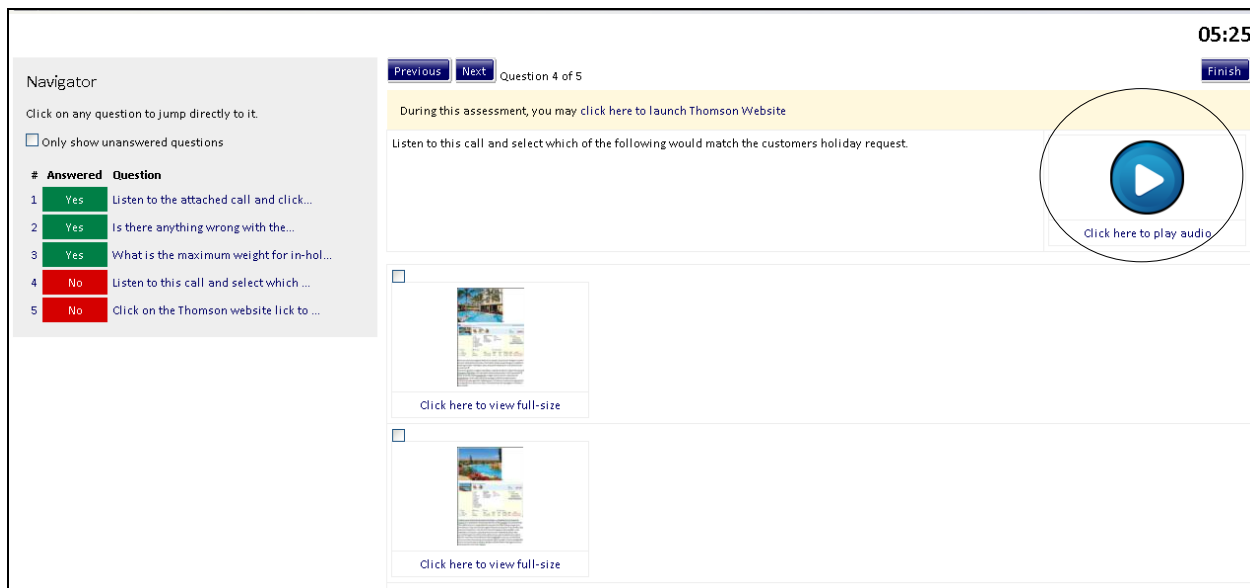 05:25
Navigator
Click on any question to jump directly to it.
Only show unanswered questions
# Answered Question
1 Yes Listen to the attached call and click...
2 Yes Is there anything wrong with the...
3 Yes What is the maximum weight for in-hol...
4 No Listen to this call and select which ...
5 No Click on the Thomson website lick to ...
Previous Next Question 4 of 5 Finish
During this assessment, you may click here to launch Thomson Website
Listen to this call and select which of the following would match the customers holiday request.
Click here to play audio
Click here to view full-size
Click here to view full-size